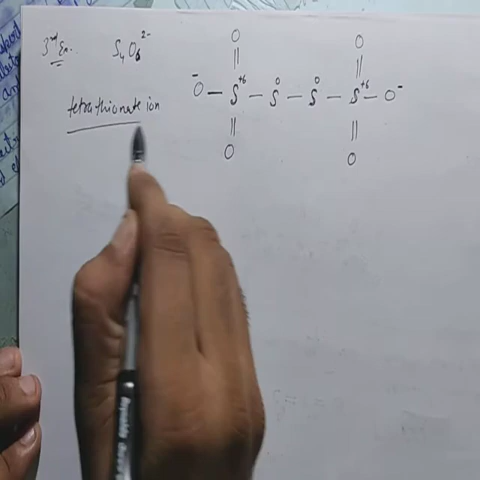 3rd Ex:. S4O6 2-
tetrathionate ion
O O
|| ||
-O - S+6 - S0 - S0 - S+6 - O-
|| ||
O O